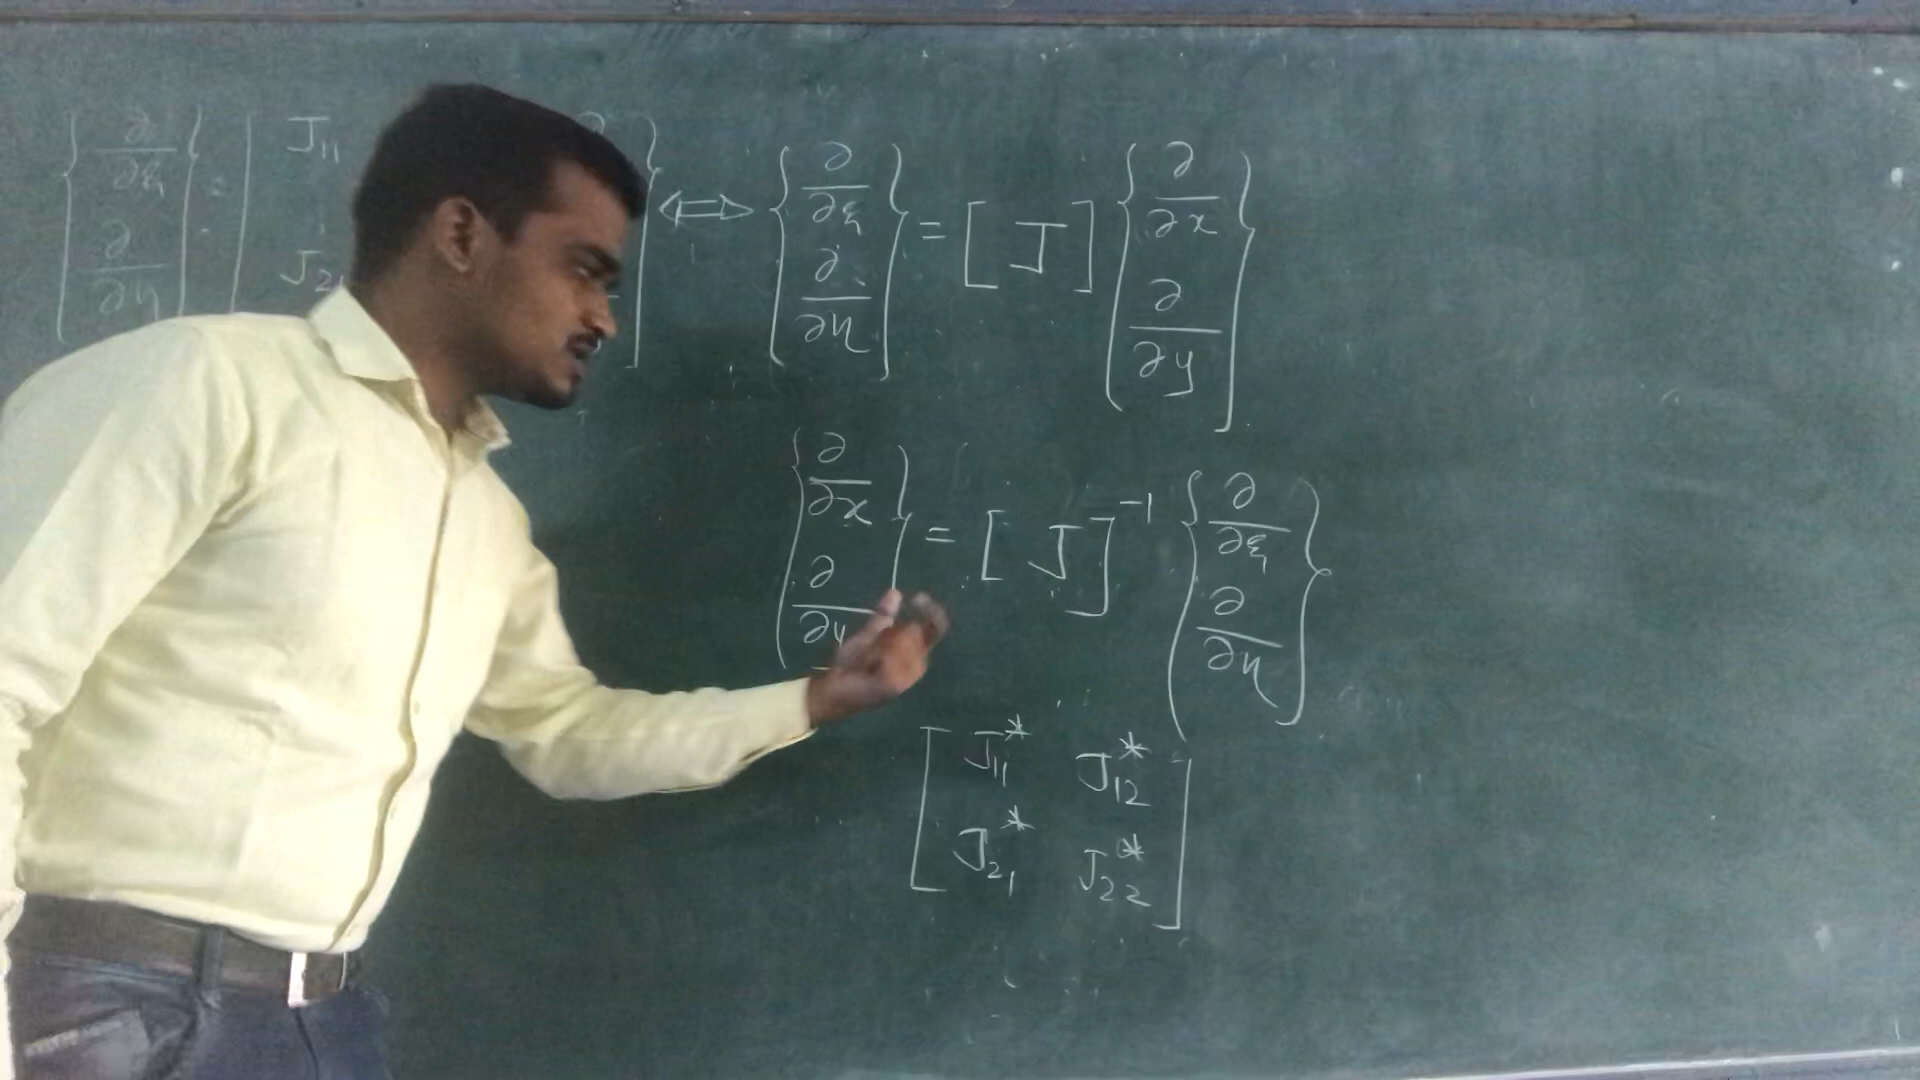 {∂/∂ξ ∂/∂η} = [J₁₁ J₂₁ ⟺ {∂/∂ξ ∂/∂η} = [J] {∂/∂x ∂/∂y}
{∂/∂x ∂/∂y} = [J]⁻¹ {∂/∂ξ ∂/∂η}
[J₁₁* J₁₂*
J₂₁* J₂₂*]